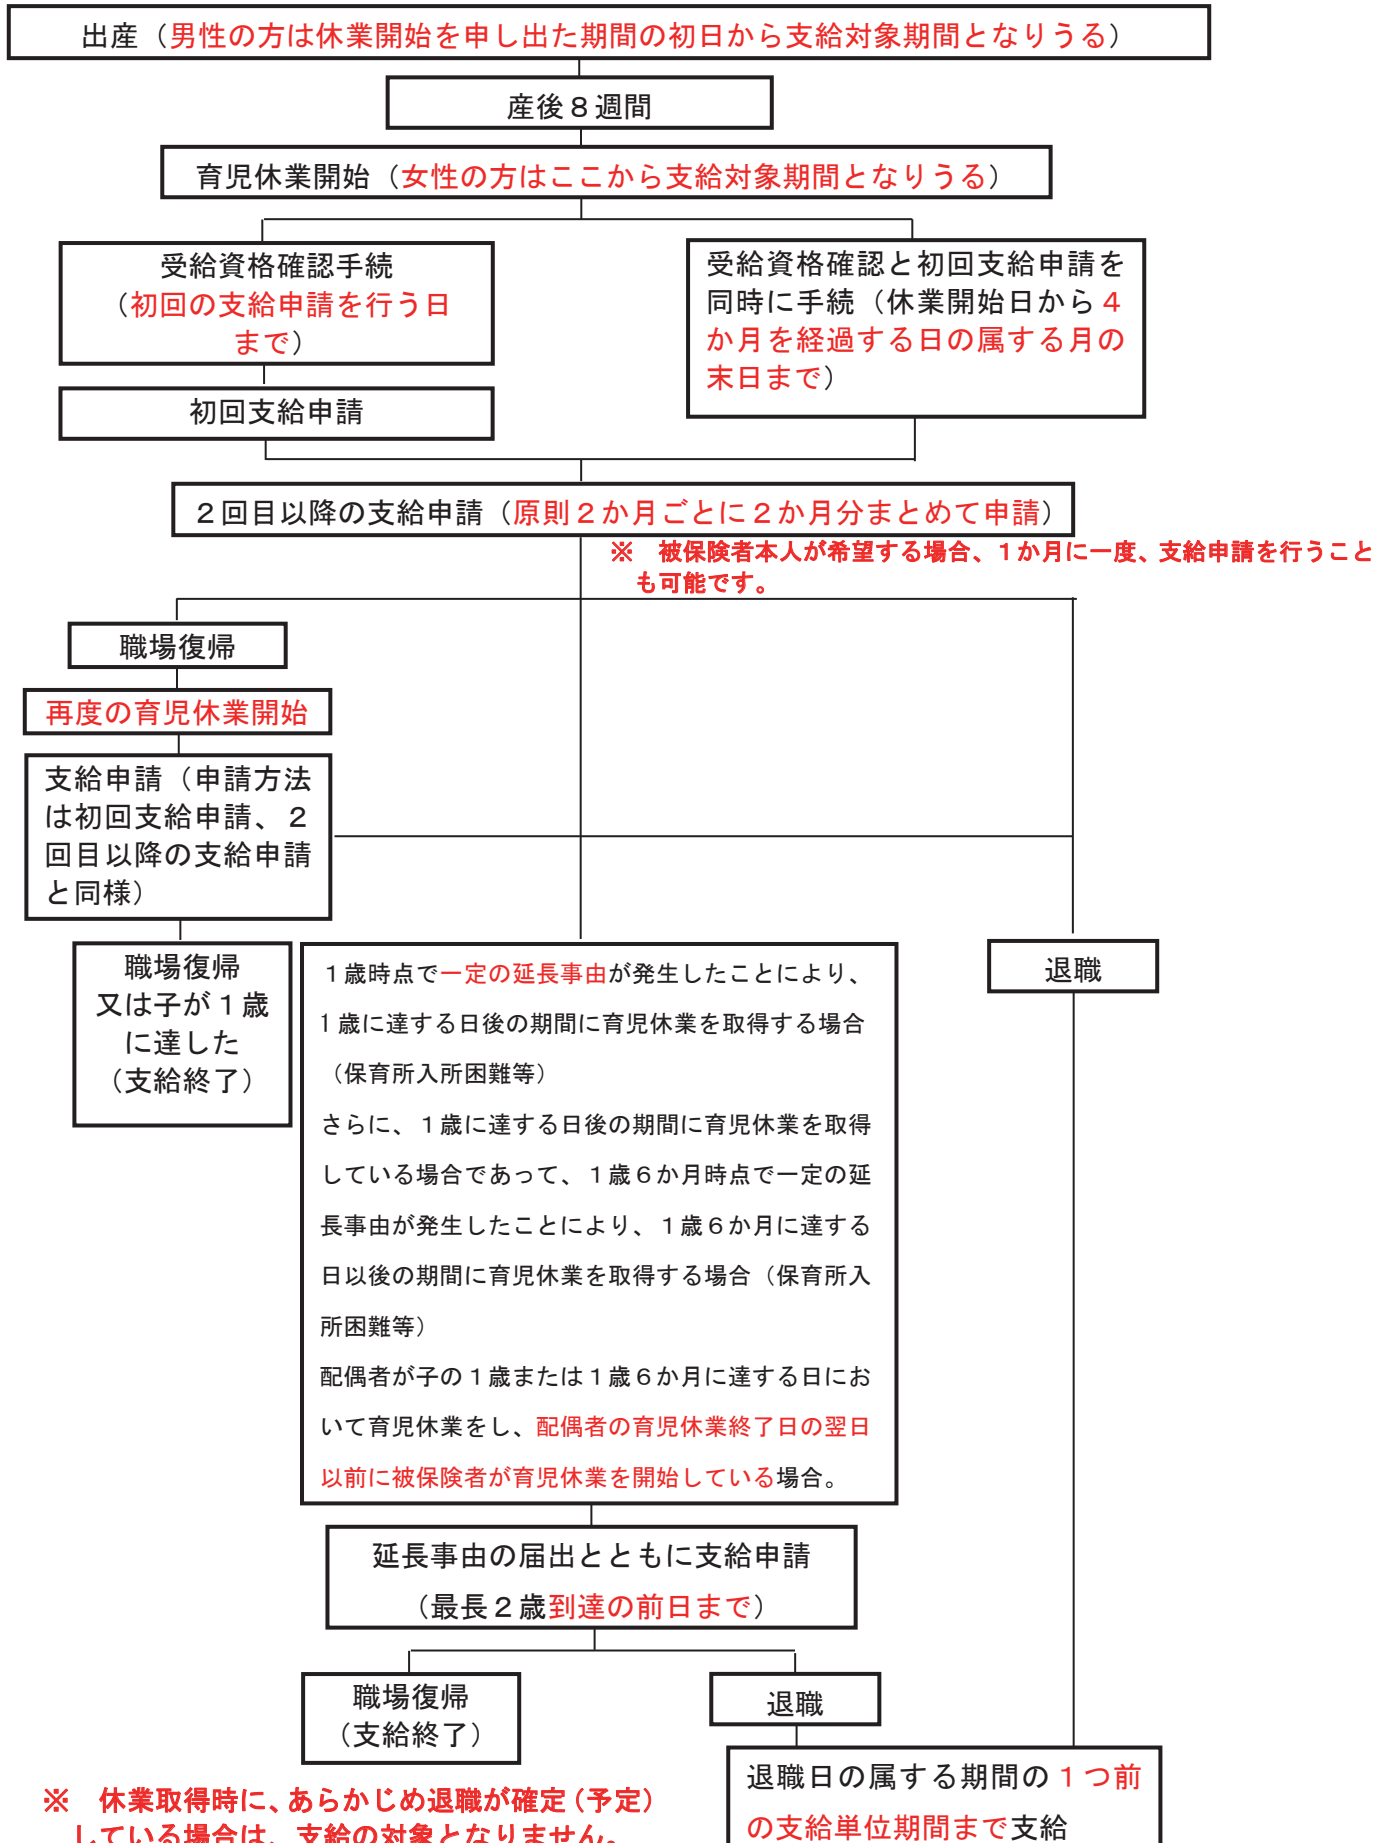 出産（男性の方は休業開始を申し出た期間の初日から支給対象期間となりうる）
産後８週間
育児休業開始（女性の方はここから支給対象期間となりうる）
受給資格確認手続
（初回の支給申請を行う日
まで）
初回支給申請
受給資格確認と初回支給申請を
同時に手続（休業開始日から４
か月を経過する日の属する月の
末日まで）
２回目以降の支給申請（原則２か月ごとに２か月分まとめて申請）
※　被保険者本人が希望する場合、１か月に一度、支給申請を行うこと
も可能です。
職場復帰
再度の育児休業開始
支給申請（申請方法
は初回支給申請、２
回目以降の支給申請
と同様）
職場復帰
又は子が１歳
に達した
（支給終了）
１歳時点で一定の延長事由が発生したことにより、
１歳に達する日後の期間に育児休業を取得する場合
（保育所入所困難等）
さらに、１歳に達する日後の期間に育児休業を取得
している場合であって、１歳６か月時点で一定の延
長事由が発生したことにより、１歳６か月に達する
日以後の期間に育児休業を取得する場合（保育所入
所困難等）
配偶者が子の１歳または１歳６か月に達する日にお
いて育児休業をし、配偶者の育児休業終了日の翌日
以前に被保険者が育児休業を開始している場合。
退職
延長事由の届出とともに支給申請
（最長２歳到達の前日まで）
職場復帰
（支給終了）
退職
退職日の属する期間の１つ前
の支給単位期間まで支給
※　休業取得時に、あらかじめ退職が確定（予定）
している場合は、支給の対象となりません。